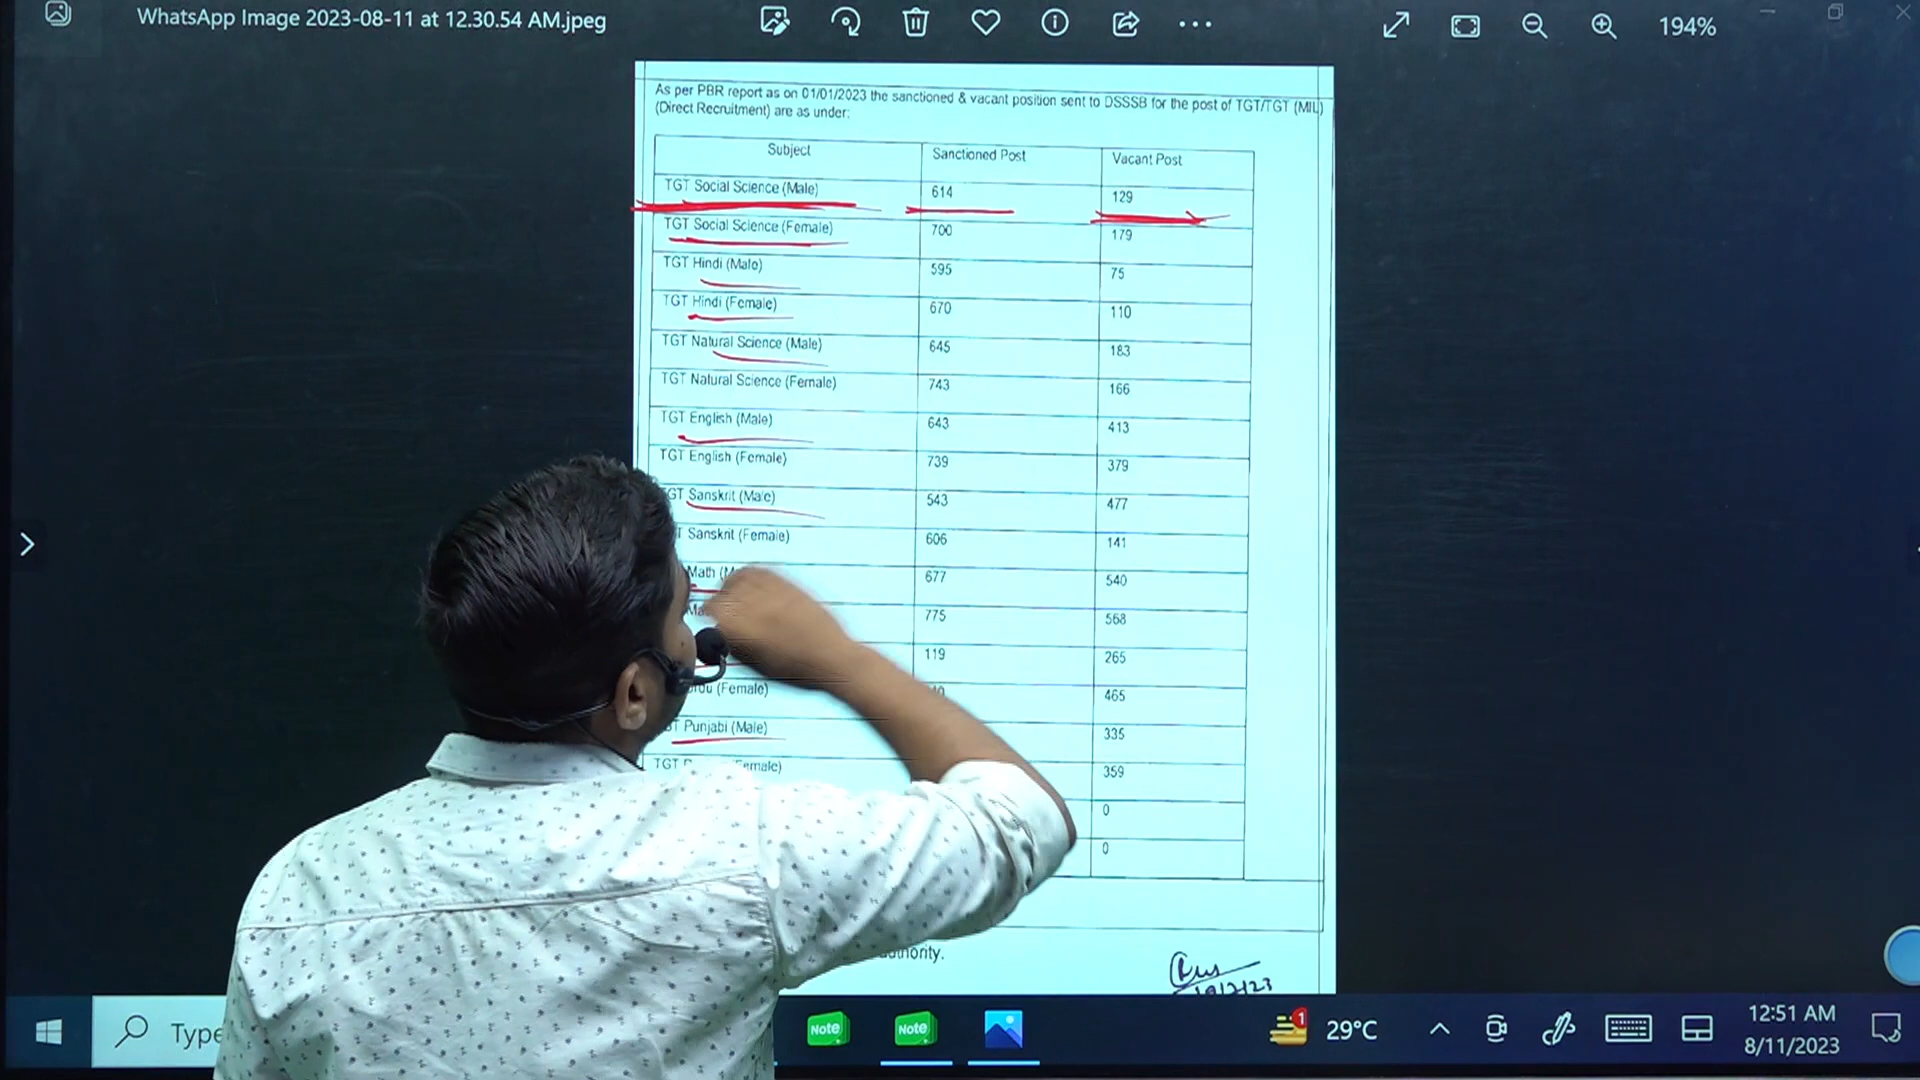 WhatsApp Image 2023-08-11 at 12.30.54 AM.jpeg
194%
As per PBR report as on 01/01/2023 the sanctioned & vacant position sent to DSSSB for the post of TGT/TGT (MIL)
(Direct Recruitment) are as under:
Subject Sanctioned Post Vacant Post
TGT Social Science (Male) 614 129
TGT Social Science (Female) 700 179
TGT Hindi (Male) 595 75
TGT Hindi (Female) 670 110
TGT Natural Science (Male) 645 183
TGT Natural Science (Female) 743 166
TGT English (Male) 643 413
TGT English (Female) 739 379
GT Sanskrit (Male) 543 477
T Sanskrit (Female) 606 141
Math 677 540
775 568
119 265
(Female) 465
Punjabi (Male) 335
TGT 359
0
0
Note
Note
1
29°C
12:51 AM
8/11/2023